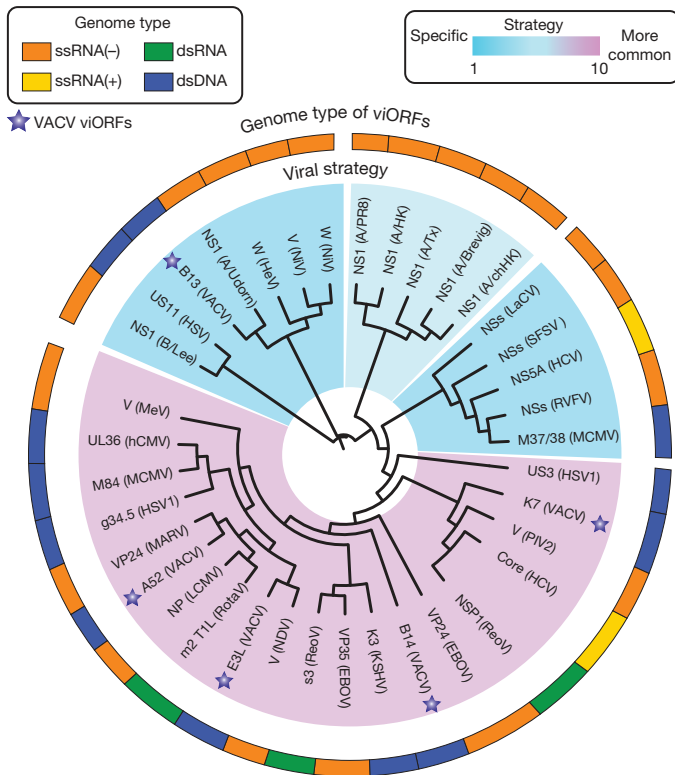 Genome type
ssRNA(–)
dsRNA
ssRNA(+)
dsDNA
VACV viORFs
Strategy
Specific
More
common
1
10
Genome type of viORFs
Viral strategy
NS1 (B/Lee)
US11 (HSV)
B13 (VACV)
NS1 (A/Udorn)
W (HeV)
V (NiV)
W (NiV)
NS1 (A/PR8)
NS1 (A/HK)
NS1 (A/Tx)
NS1 (A/Brevig)
NS1 (A/chHK)
NSs (LaCV)
NSs (SFSV)
NS5A (HCV)
NSs (RVFV)
M37/38 (MCMV)
US3 (HSV1)
K7 (VACV)
V (PIV2)
Core (HCV)
NSP1(ReoV)
VP24 (EBOV)
B14 (VACV)
K3 (KSHV)
VP35 (EBOV)
s3 (ReoV)
V (NDV)
E3L (VACV)
m2 T1L (RotaV)
NP (LCMV)
A52 (VACV)
VP24 (MARV)
g34.5 (HSV1)
M84 (MCMV)
UL36 (hCMV)
V (MeV)